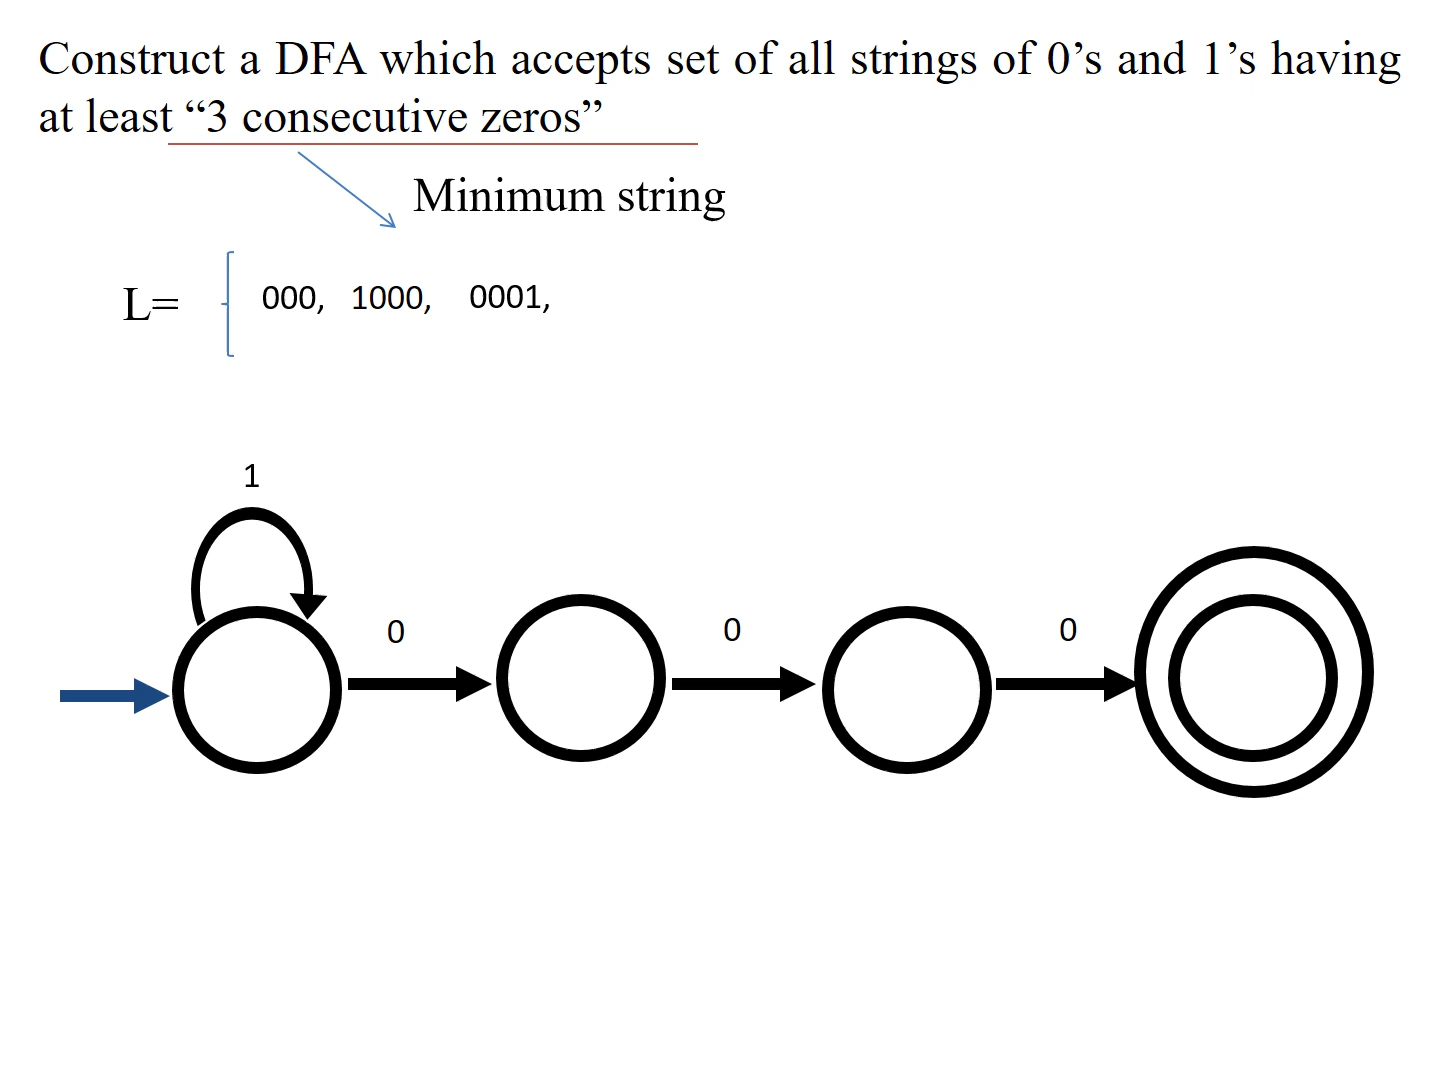 Construct a DFA which accepts set of all strings of 0’s and 1’s having
at least “3 consecutive zeros”
Minimum string
L= 000, 1000, 0001,
1
0 0 0